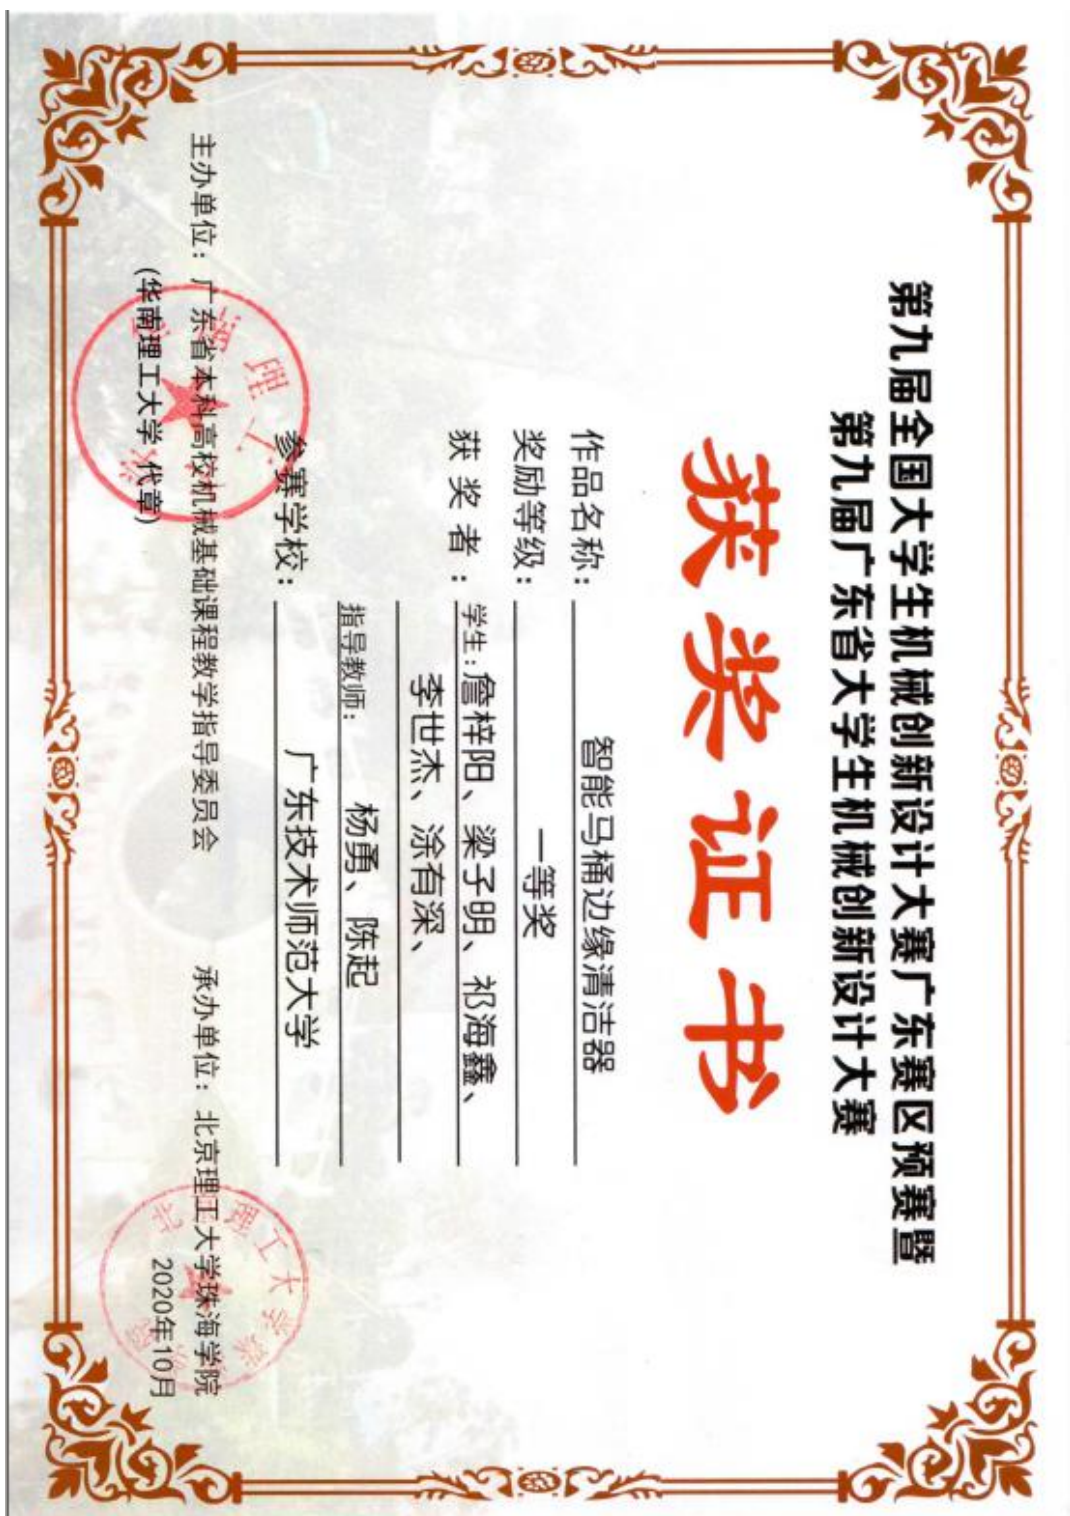 第九届全国大学生机械创新设计大赛广东赛区预赛暨
第九届广东省大学生机械创新设计大赛
获奖证书
作品名称：智能马桶边缘清洁器
奖励等级：一等奖
获奖者：学生：詹梓阳、梁子明、祁海鑫、
李世杰、涂有深、
指导教师：杨勇、陈起
参赛学校：广东技术师范大学
主办单位：广东省本科高校机械基础课程教学指导委员会
（华南理工大学 代章）
承办单位：北京理工大学珠海学院
2020年10月